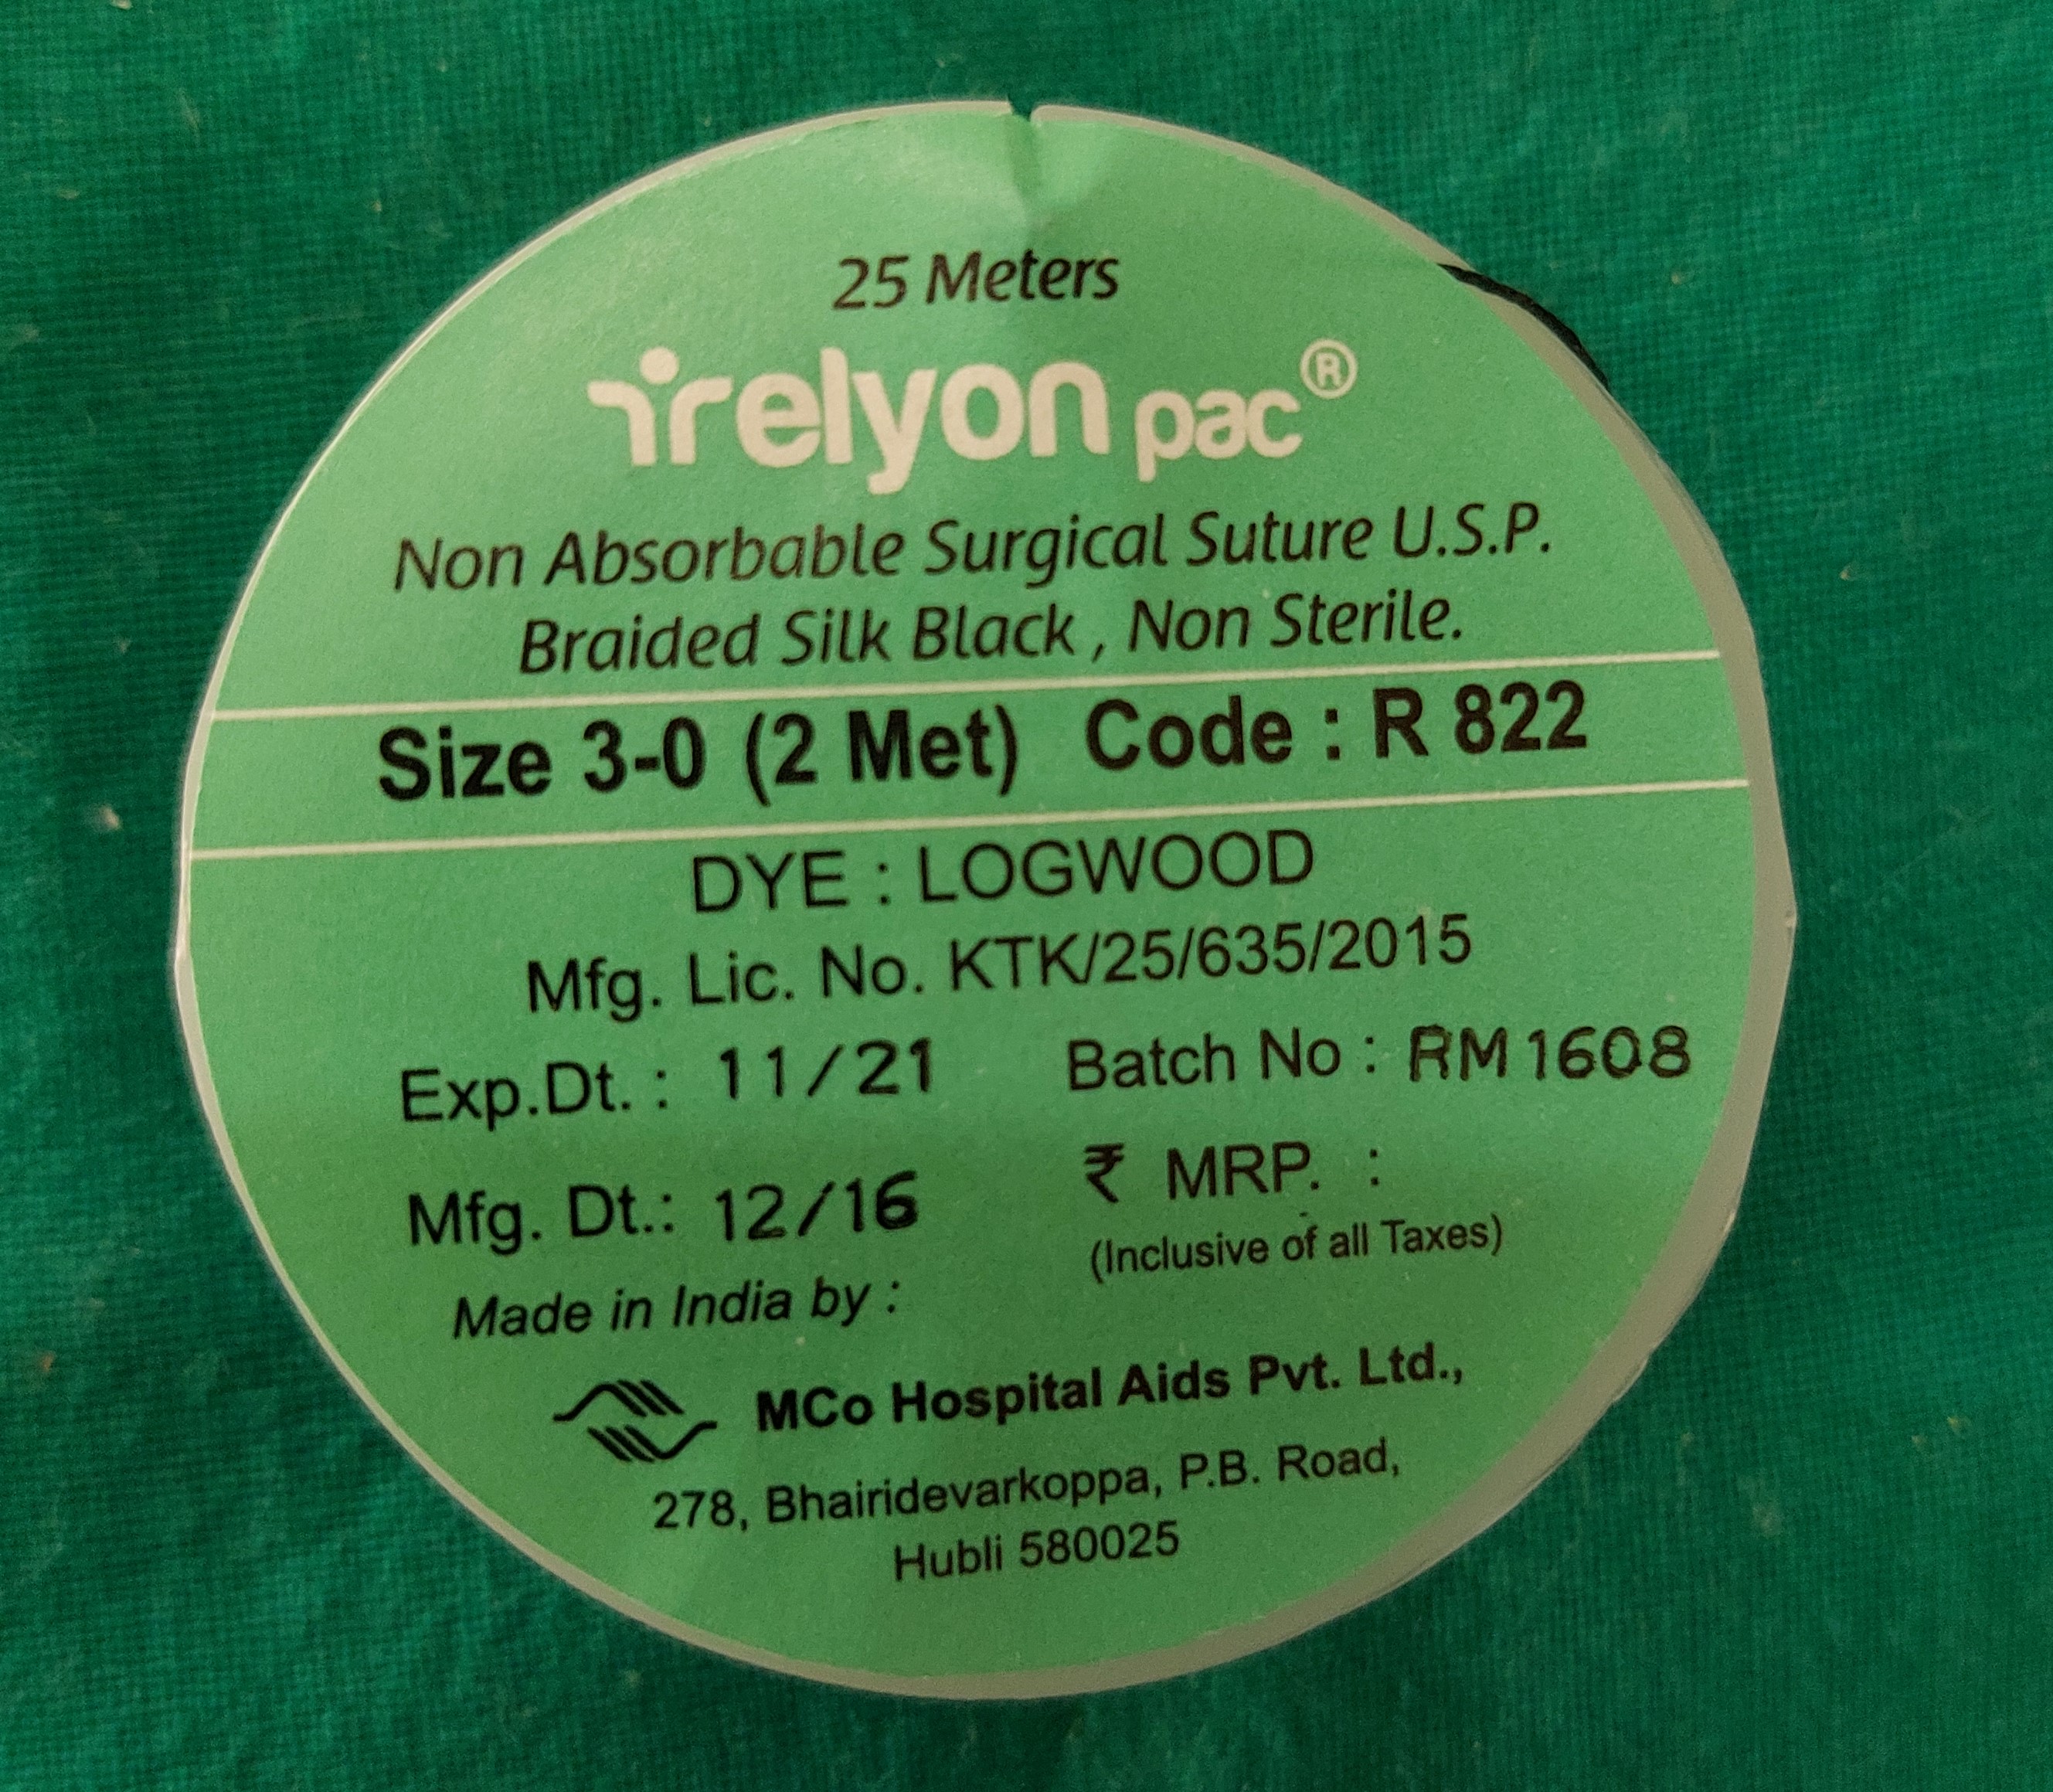 25 Meters
relyon pac®
Non Absorbable Surgical Suture U.S.P.
Braided Silk Black , Non Sterile.
Size 3-0 (2 Met) Code : R 822
DYE : LOGWOOD
Mfg. Lic. No. KTK/25/635/2015
Exp.Dt. : 11/21 Batch No : RM 1608
Mfg. Dt.: 12/16 ₹ MRP. :
(Inclusive of all Taxes)
Made in India by :
MCo Hospital Aids Pvt. Ltd.,
278, Bhairidevarkoppa, P.B. Road,
Hubli 580025